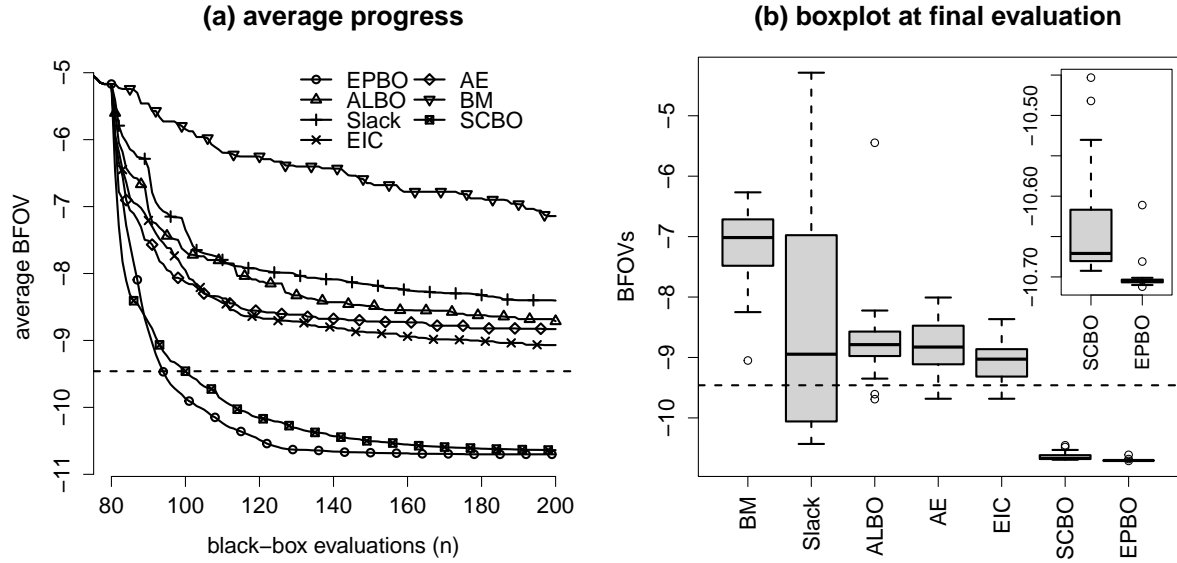 (a) average progress
average BFOV
−5
−6
−7
−8
−9
−10
−11
EPBO
ALBO
Slack
EIC
AE
BM
SCBO
80 100 120 140 160 180 200
black−box evaluations (n)
(b) boxplot at final evaluation
BFOVs
−5
−6
−7
−8
−9
−10
−10.50
−10.60
−10.70
SCBO
EPBO
BM
Slack
ALBO
AE
EIC
SCBO
EPBO